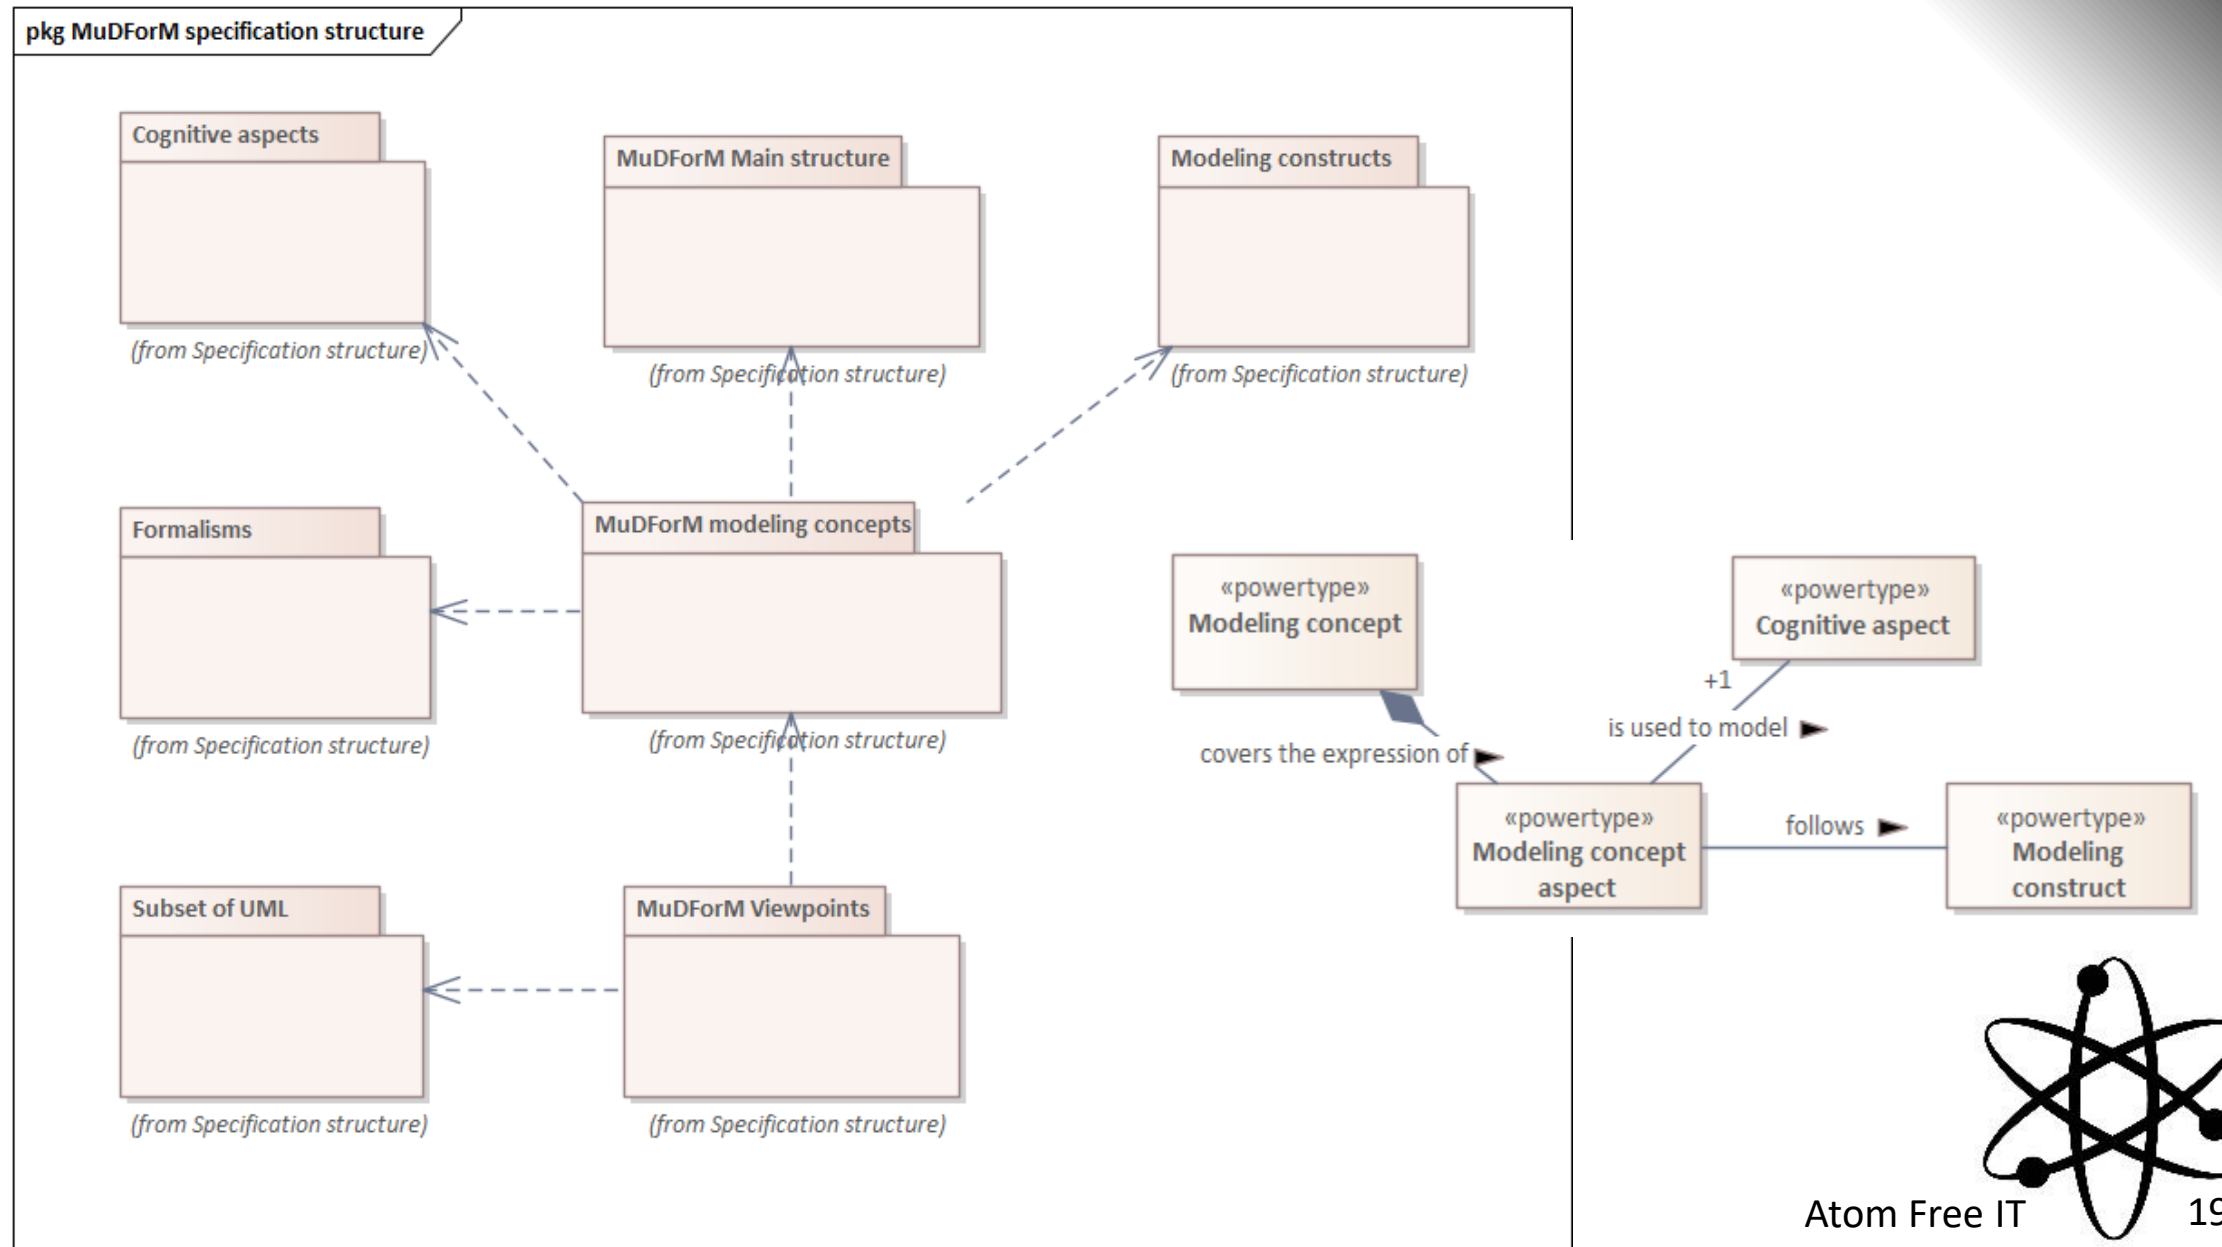 pkg MuDForM specification structure
Cognitive aspects
(from Specification structure)
MuDForM Main structure
(from Specification structure)
Modeling constructs
(from Specification structure)
Formalisms
(from Specification structure)
MuDForM modeling concepts
(from Specification structure)
Subset of UML
(from Specification structure)
MuDForM Viewpoints
(from Specification structure)
«powertype»
Modeling concept
«powertype»
Cognitive aspect
+1
is used to model
covers the expression of
«powertype»
Modeling concept
aspect
follows
«powertype»
Modeling
construct
Atom Free IT
19